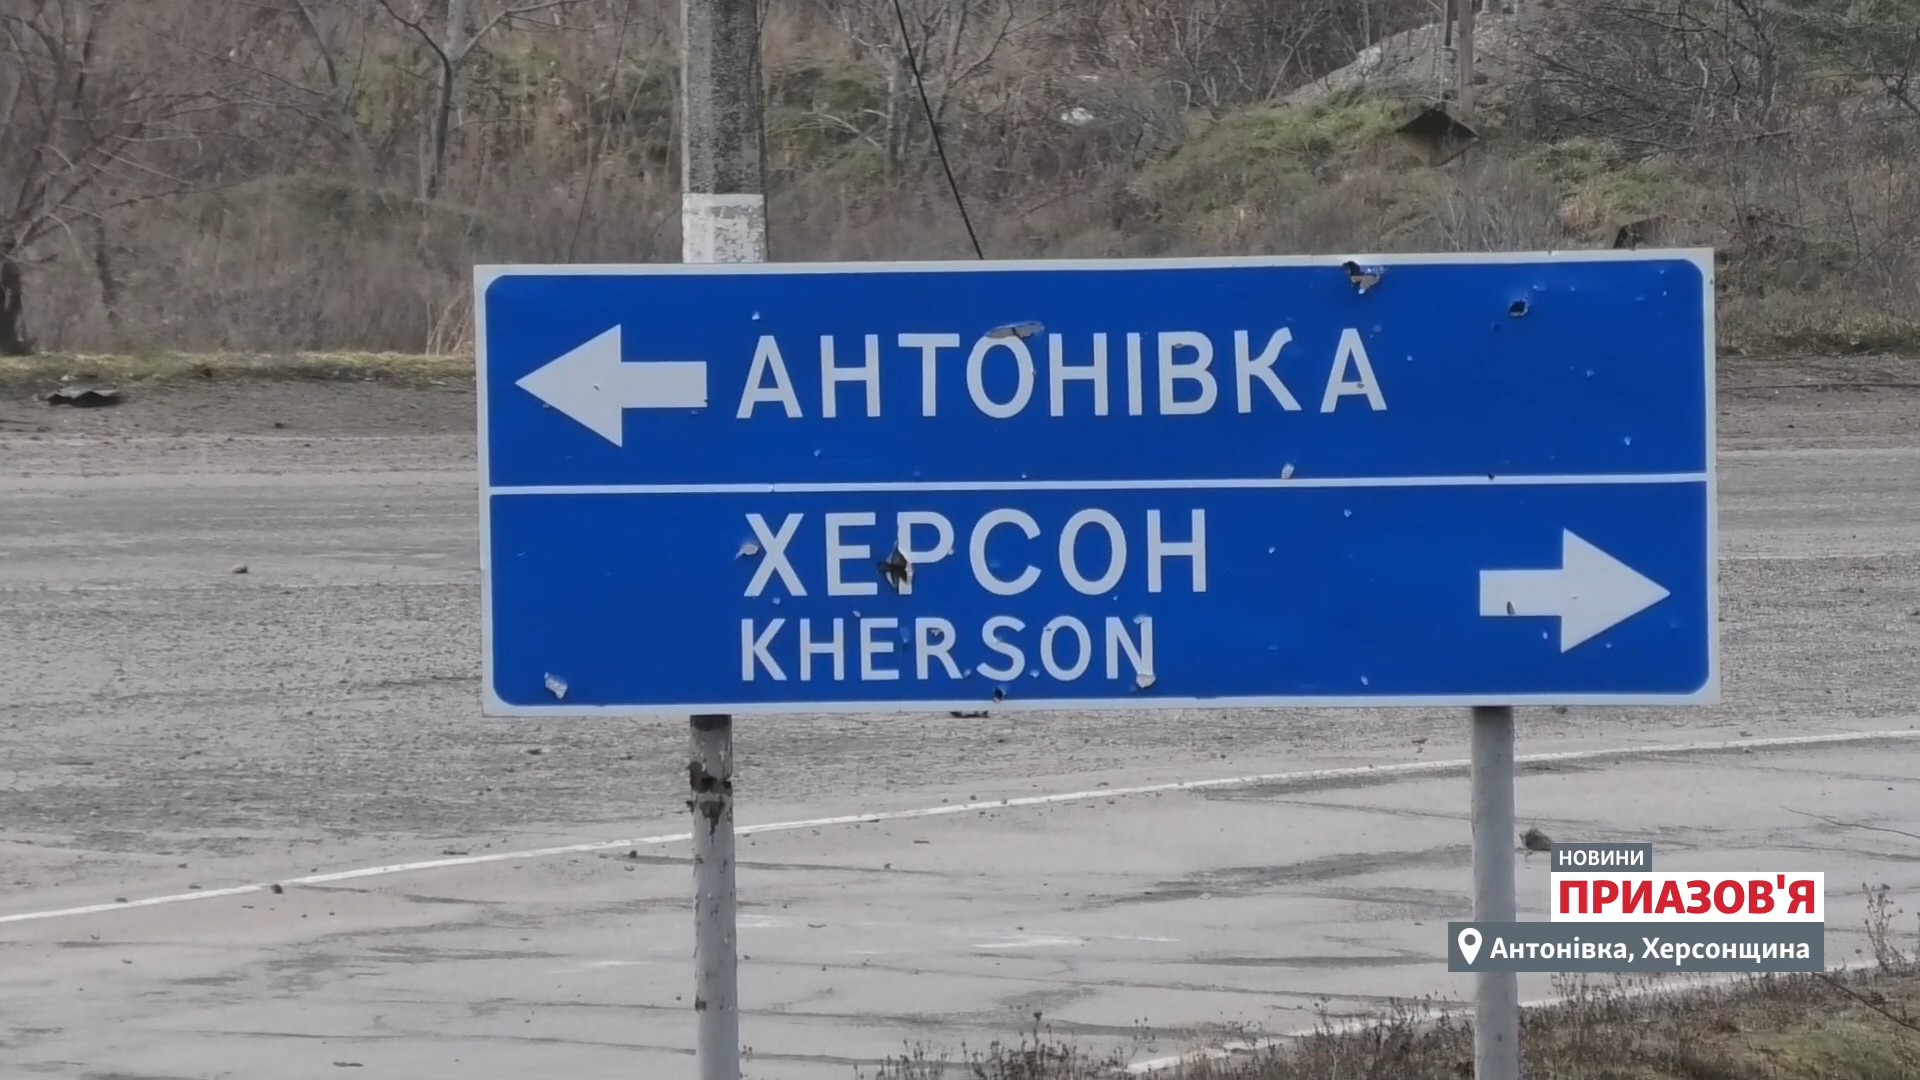 АНТОНІВКА
ХЕРСОН
KHERSON
НОВИНИ
ПРИАЗОВ'Я
Антонівка, Херсонщина